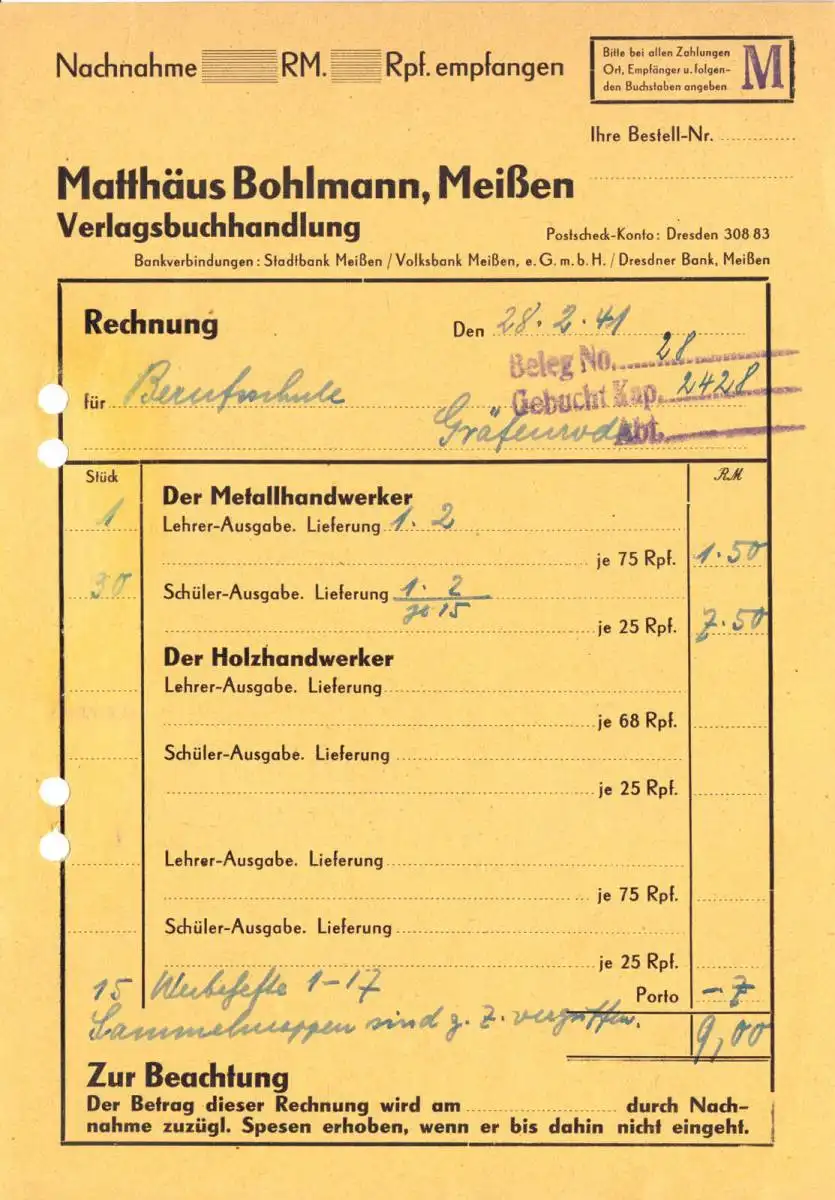 Nachnahme RM. Rpf. empfangen
Bitte bei allen Zahlungen
Ort, Empfänger u. folgen-
den Buchstaben angeben
M
Ihre Bestell-Nr.
Matthäus Bohlmann, Meißen
Verlagsbuchhandlung
Postscheck-Konto: Dresden 308 83
Bankverbindungen: Stadtbank Meißen / Volksbank Meißen, e. G. m. b. H. / Dresdner Bank, Meißen
Rechnung
Den 28. 2. 41
Beleg No. 28
für Berufsschule
Gebucht Kap. 2428
Gräfenroda
Abt.
Stück
RM
Der Metallhandwerker
1 Lehrer-Ausgabe. Lieferung 1. 2
je 75 Rpf. 1.50
30 Schüler-Ausgabe. Lieferung 1. 2
je 15
je 25 Rpf. 7.50
Der Holzhandwerker
Lehrer-Ausgabe. Lieferung
je 68 Rpf.
Schüler-Ausgabe. Lieferung
je 25 Rpf.
Lehrer-Ausgabe. Lieferung
je 75 Rpf.
Schüler-Ausgabe. Lieferung
je 25 Rpf.
15 Werbehefte 1-17
Porto
Sammelmappen sind z. Z. vergriffen.
9,00
Zur Beachtung
Der Betrag dieser Rechnung wird am durch Nach-
nahme zuzügl. Spesen erhoben, wenn er bis dahin nicht eingeht.